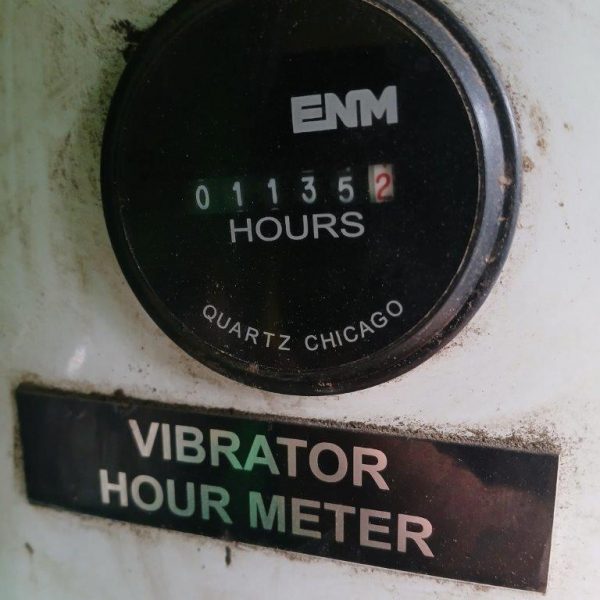 ENM
011352
HOURS
QUARTZ CHICAGO
VIBRATOR
HOUR METER